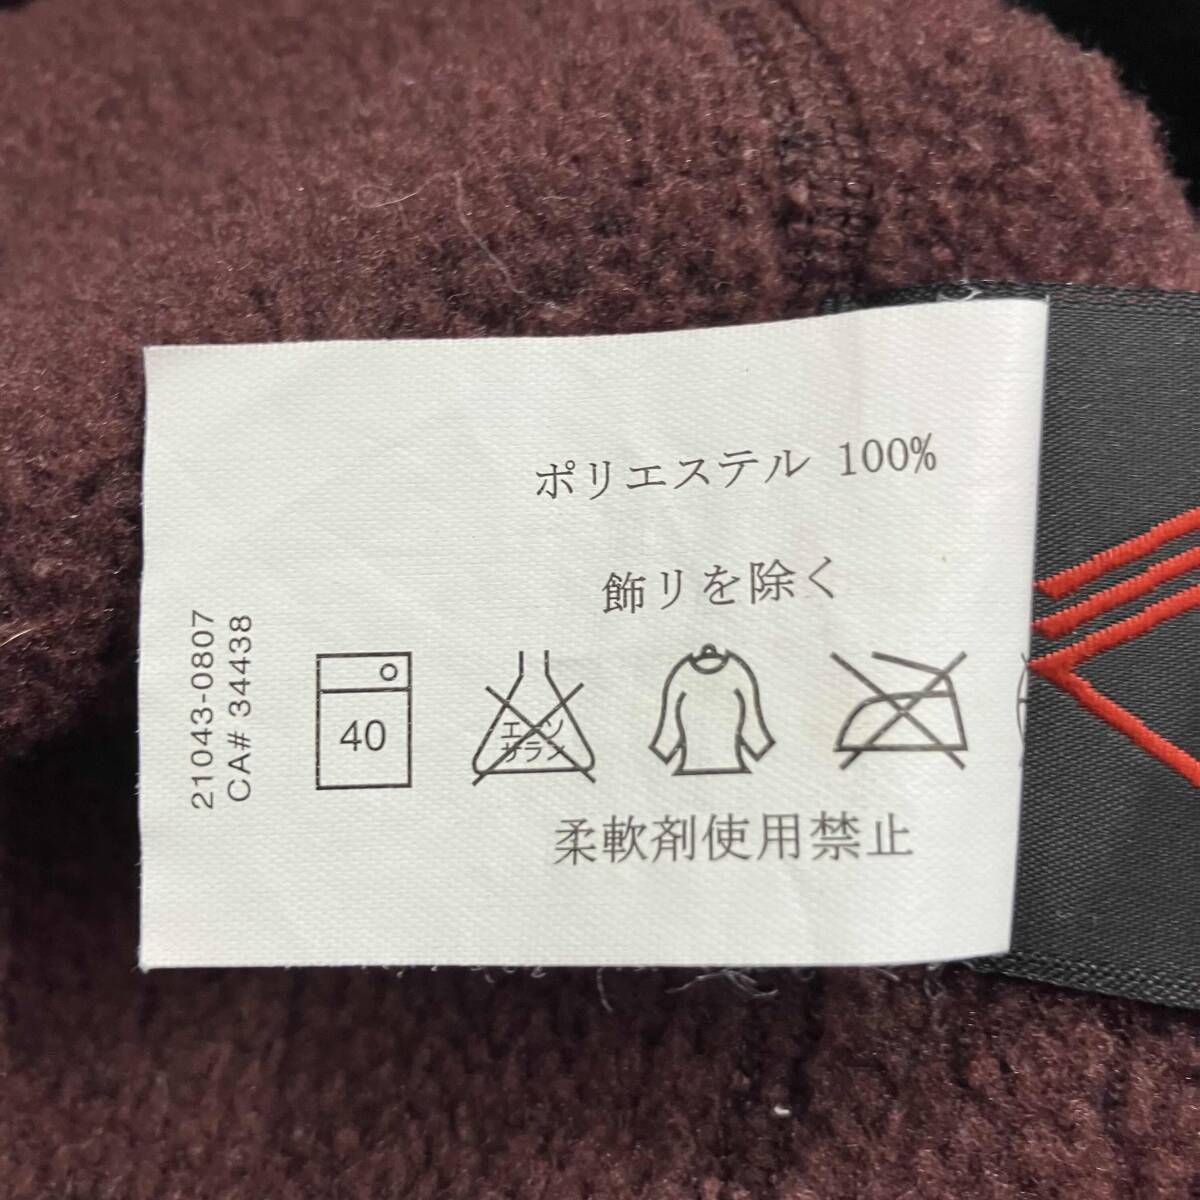 ポリエステル 100%
飾りを除く
21043-0807
CA# 34438
40
エンソ
サラシ
柔軟剤使用禁止